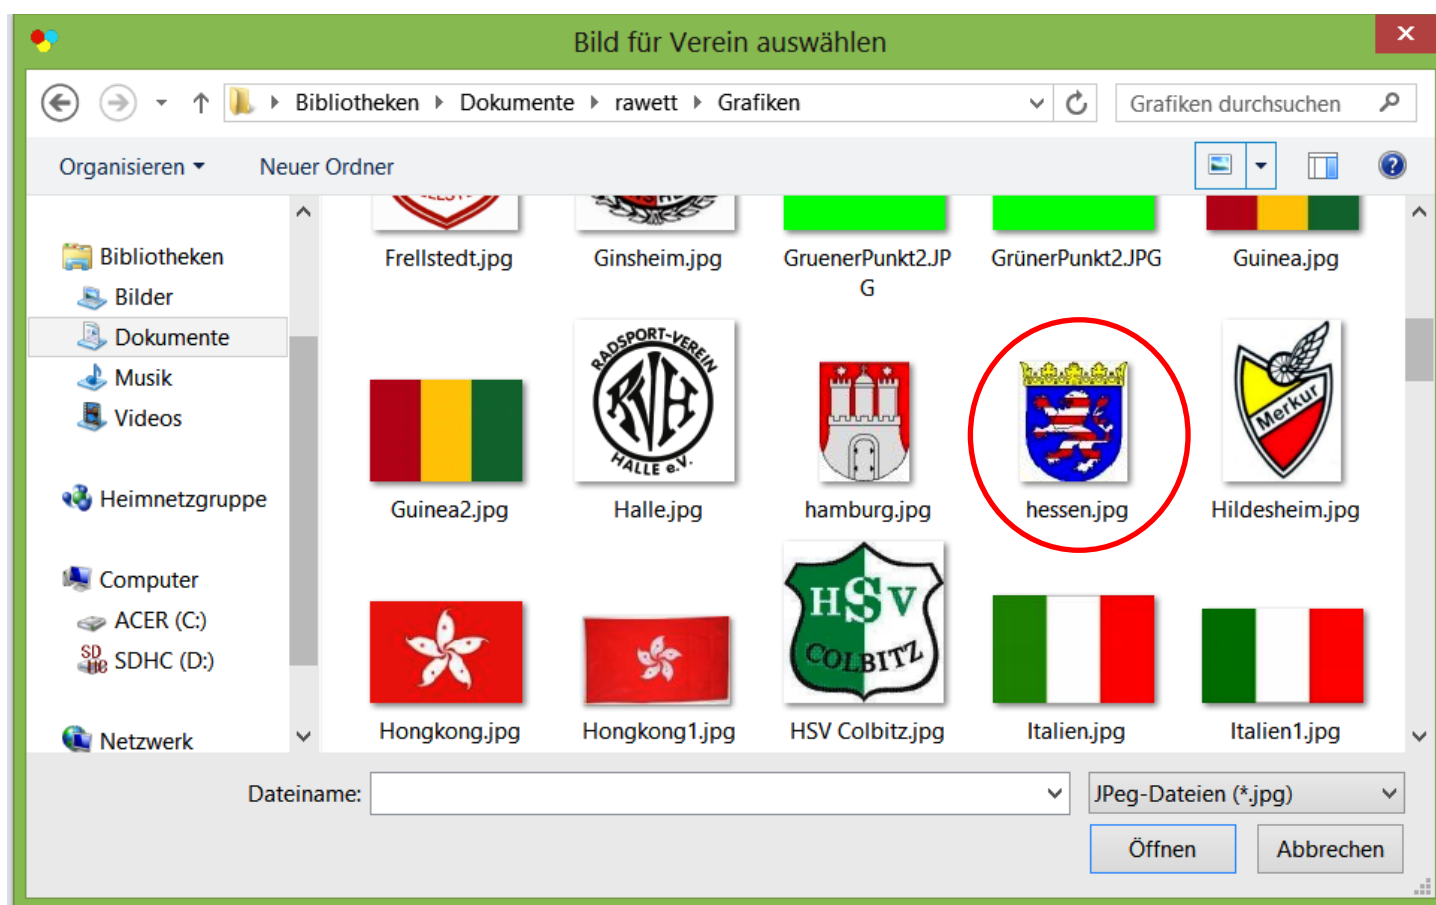 Bild für Verein auswählen
Bibliotheken Dokumente rawett Grafiken
Grafiken durchsuchen
Organisieren Neuer Ordner
Bibliotheken
Bilder
Dokumente
Musik
Videos
Heimnetzgruppe
Computer
ACER (C:)
SD
SDHC (D:)
Netzwerk
Frellstedt.jpg Ginsheim.jpg GruenerPunkt2.JP GrünerPunkt2.JPG Guinea.jpg
G
RADSPORT-VEREIN
RVH
HALLE e.V.
Merkur
Guinea2.jpg Halle.jpg hamburg.jpg hessen.jpg Hildesheim.jpg
HSV
COLBITZ
Hongkong.jpg Hongkong1.jpg HSV Colbitz.jpg Italien.jpg Italien1.jpg
Dateiname:
JPeg-Dateien (*.jpg)
Öffnen Abbrechen